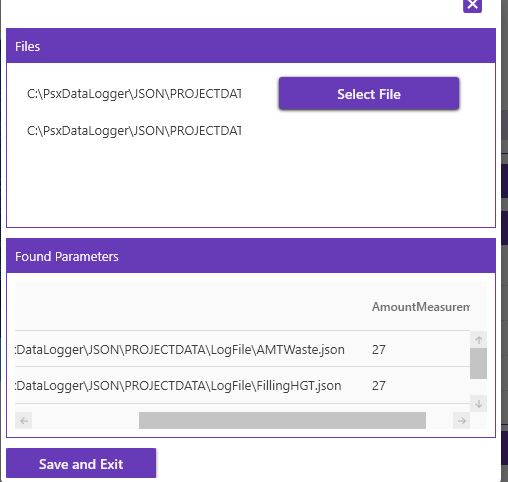 Files
C:\PsxDataLogger\JSON\PROJECTDAT
Select File
C:\PsxDataLogger\JSON\PROJECTDAT
Found Parameters
AmountMeasurem
:DataLogger\JSON\PROJECTDATA\LogFile\AMTWaste.json 27
:DataLogger\JSON\PROJECTDATA\LogFile\FillingHGT.json 27
Save and Exit